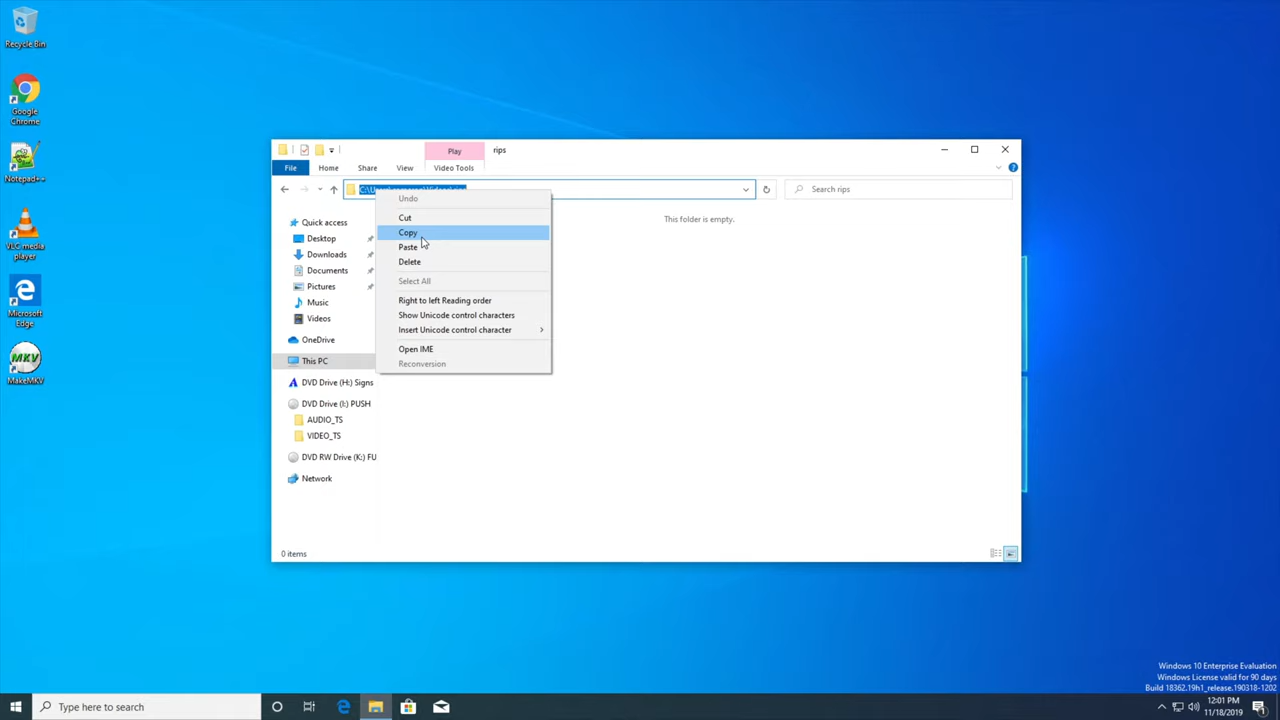 Recycle Bin
Google
Chrome
Notepad++
VLC media
player
Microsoft
Edge
MKV
MakeMKV
Play
rips
File
Home
Share
View
Video Tools
Search rips
Quick access
Desktop
Downloads
Documents
Pictures
Music
Videos
OneDrive
This PC
DVD Drive (H:) Signs
DVD Drive (I:) PUSH
AUDIO_TS
VIDEO_TS
DVD RW Drive (K:) FU
Network
This folder is empty.
Undo
Cut
Copy
Paste
Delete
Select All
Right to left Reading order
Show Unicode control characters
Insert Unicode control character
Open IME
Reconversion
0 items
Windows 10 Enterprise Evaluation
Windows License valid for 90 days
Build 18362.19h1_release.190318-1202
Type here to search
12:01 PM
11/18/2019
1